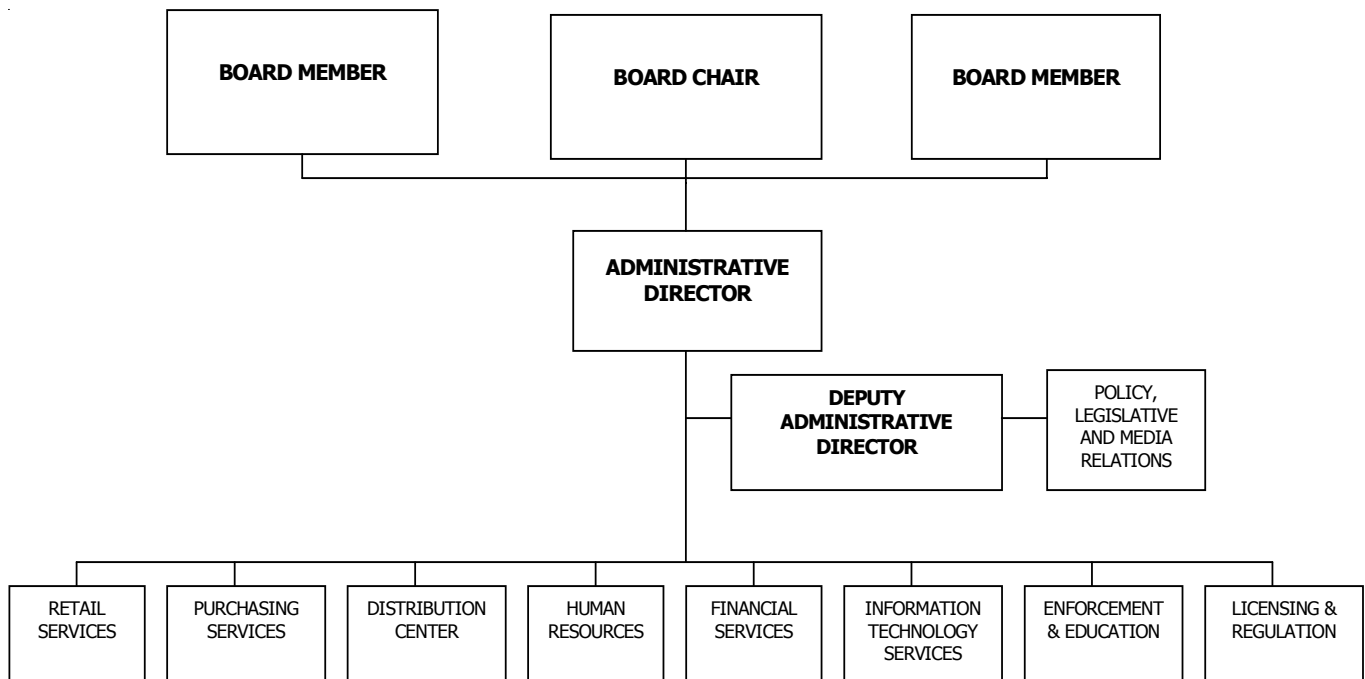 BOARD MEMBER
BOARD CHAIR
BOARD MEMBER
ADMINISTRATIVE
DIRECTOR
DEPUTY
ADMINISTRATIVE
DIRECTOR
POLICY,
LEGISLATIVE
AND MEDIA
RELATIONS
RETAIL
SERVICES
PURCHASING
SERVICES
DISTRIBUTION
CENTER
HUMAN
RESOURCES
FINANCIAL
SERVICES
INFORMATION
TECHNOLOGY
SERVICES
ENFORCEMENT
& EDUCATION
LICENSING &
REGULATION